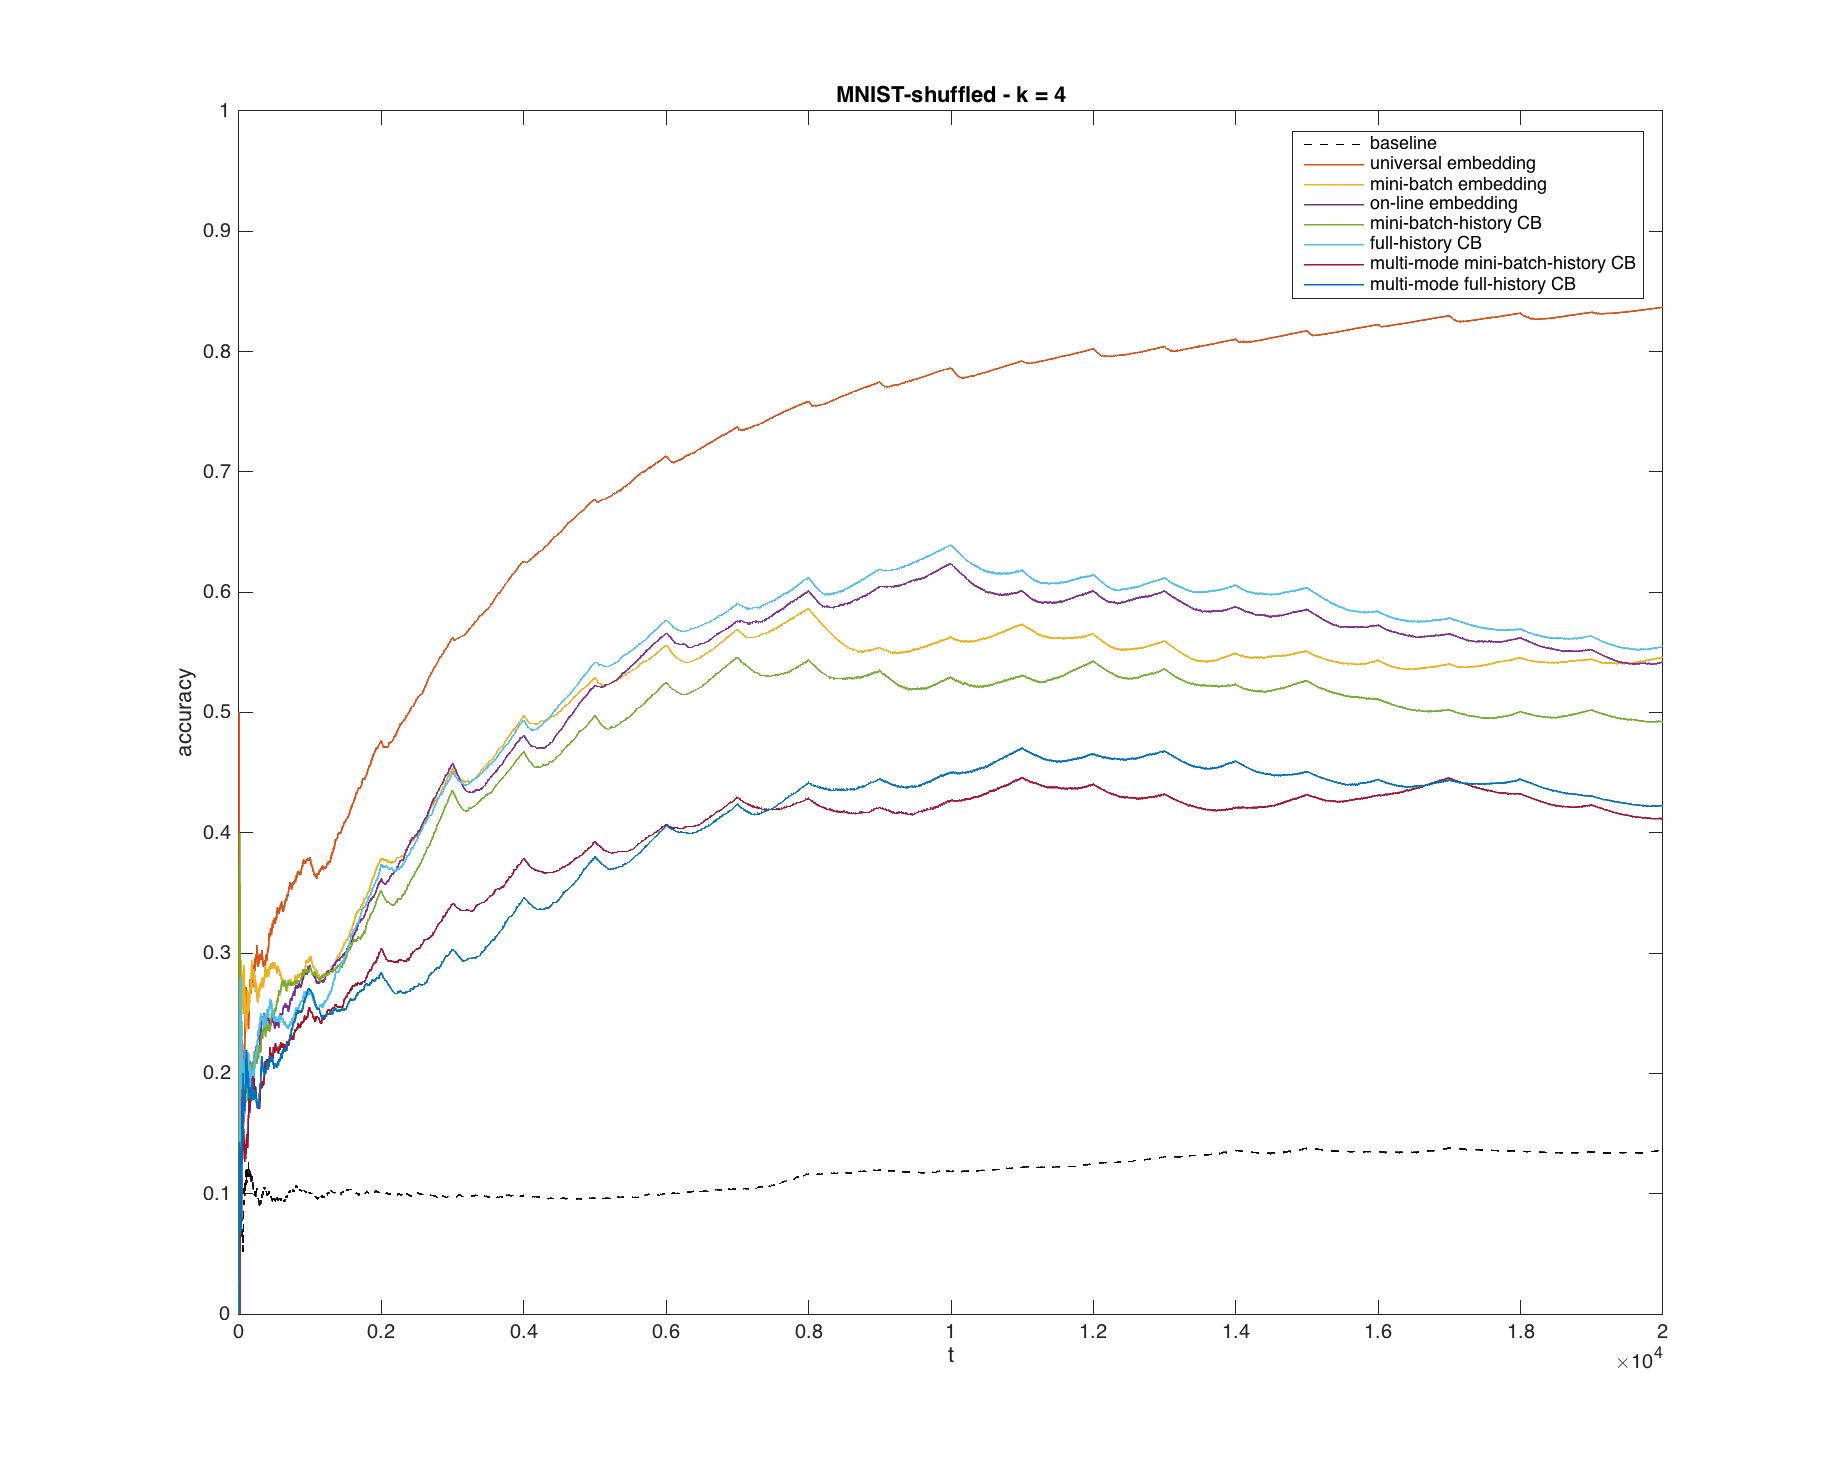 MNIST-shuffled - k = 4
1
0.9
0.8
0.7
0.6
0.5
0.4
0.3
0.2
0.1
0
accuracy
baseline
universal embedding
mini-batch embedding
on-line embedding
mini-batch-history CB
full-history CB
multi-mode mini-batch-history CB
multi-mode full-history CB
0 0.2 0.4 0.6 0.8 1 1.2 1.4 1.6 1.8 2
t
×10⁴